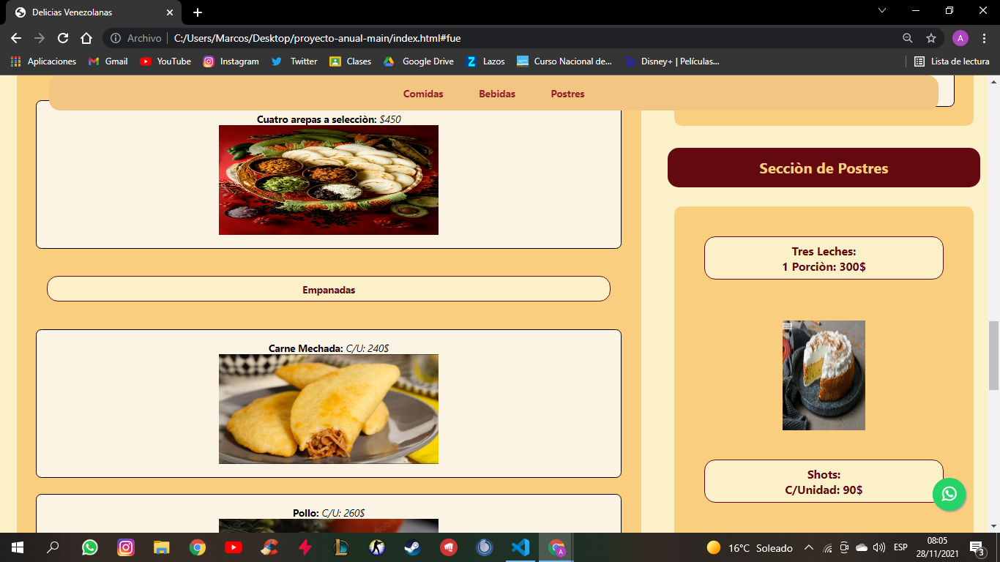 Delicias Venezolanas
Archivo
C:/Users/Marcos/Desktop/proyecto-anual-main/index.html#fue
A
Aplicaciones
Gmail
YouTube
Instagram
Twitter
Clases
Google Drive
Lazos
Curso Nacional de...
Disney+ | Películas...
Lista de lectura
Comidas
Bebidas
Postres
Cuatro arepas a selecciòn: $450
Empanadas
Carne Mechada: C/U: 240$
Pollo: C/U: 260$
Secciòn de Postres
Tres Leches:
1 Porciòn: 300$
Shots:
C/Unidad: 90$
16°C Soleado
ESP
08:05
28/11/2021
3